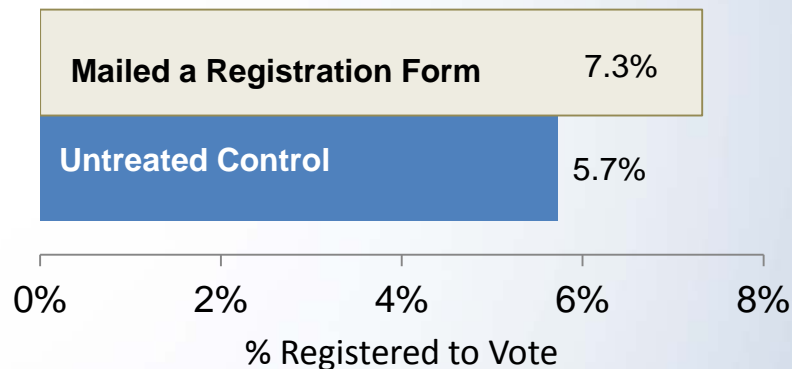 Mailed a Registration Form 7.3%
Untreated Control 5.7%
0% 2% 4% 6% 8%
% Registered to Vote